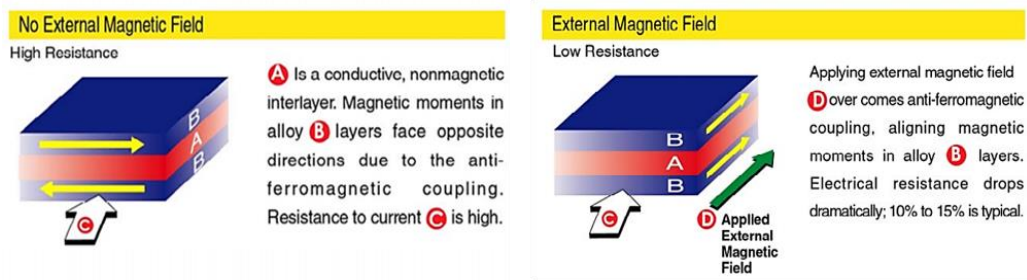 No External Magnetic Field
High Resistance
B
A
B
C
A Is a conductive, nonmagnetic
interlayer. Magnetic moments in
alloy B layers face opposite
directions due to the anti-
ferromagnetic coupling.
Resistance to current C is high.
External Magnetic Field
Low Resistance
B
A
B
C
D Applied
External
Magnetic
Field
Applying external magnetic field
D over comes anti-ferromagnetic
coupling, aligning magnetic
moments in alloy B layers.
Electrical resistance drops
dramatically; 10% to 15% is typical.